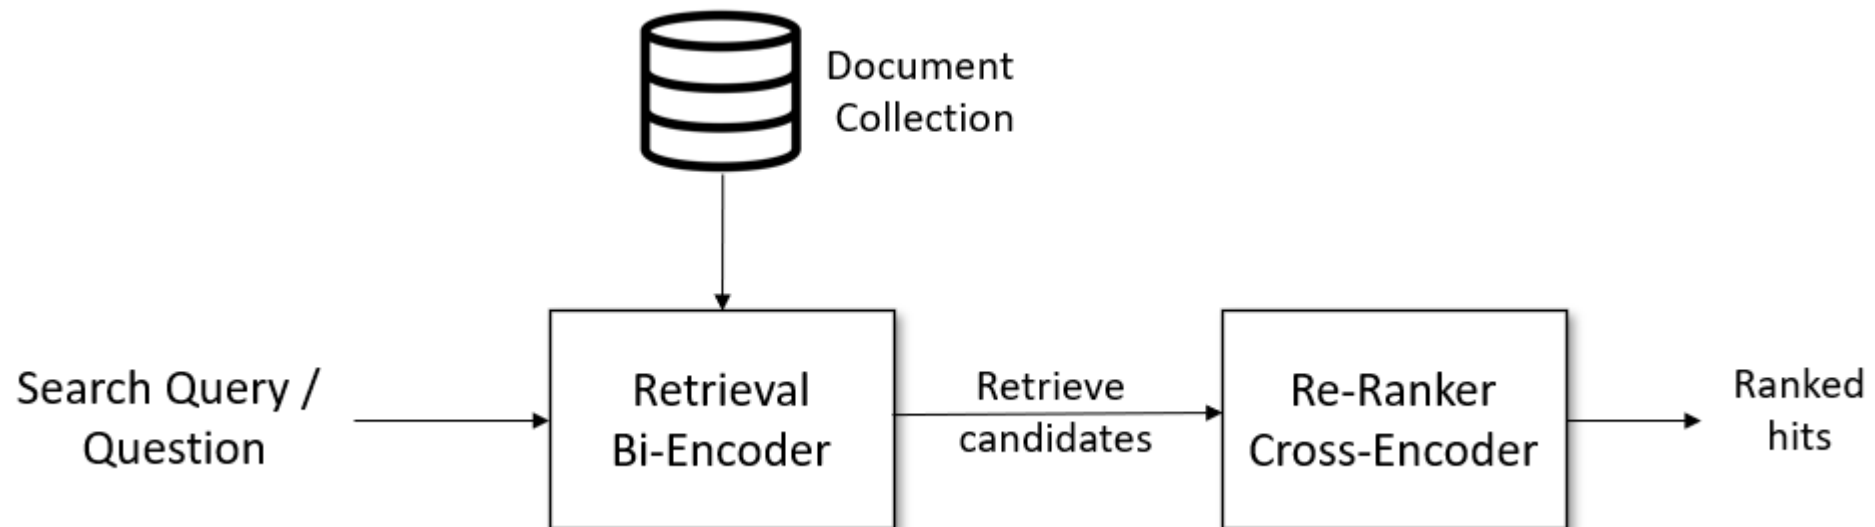 Document
Collection
Search Query /
Question
Retrieval
Bi-Encoder
Retrieve
candidates
Re-Ranker
Cross-Encoder
Ranked
hits